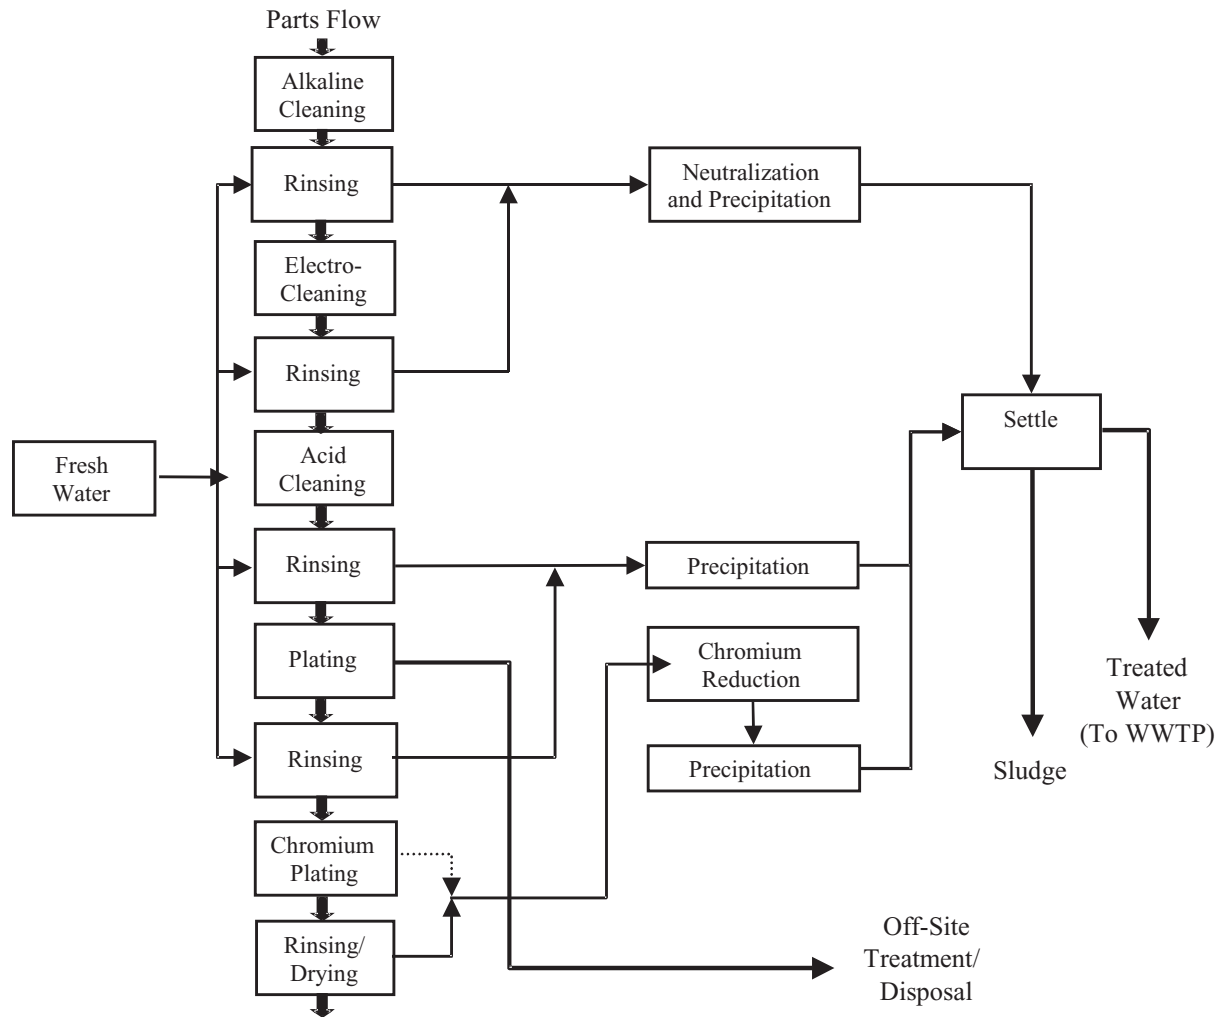 Parts Flow
Alkaline
Cleaning
Rinsing
Neutralization
and Precipitation
Electro-
Cleaning
Rinsing
Settle
Fresh
Water
Acid
Cleaning
Rinsing
Precipitation
Plating
Chromium
Reduction
Treated
Water
(To WWTP)
Rinsing
Precipitation
Sludge
Chromium
Plating
Rinsing/
Drying
Off-Site
Treatment/
Disposal